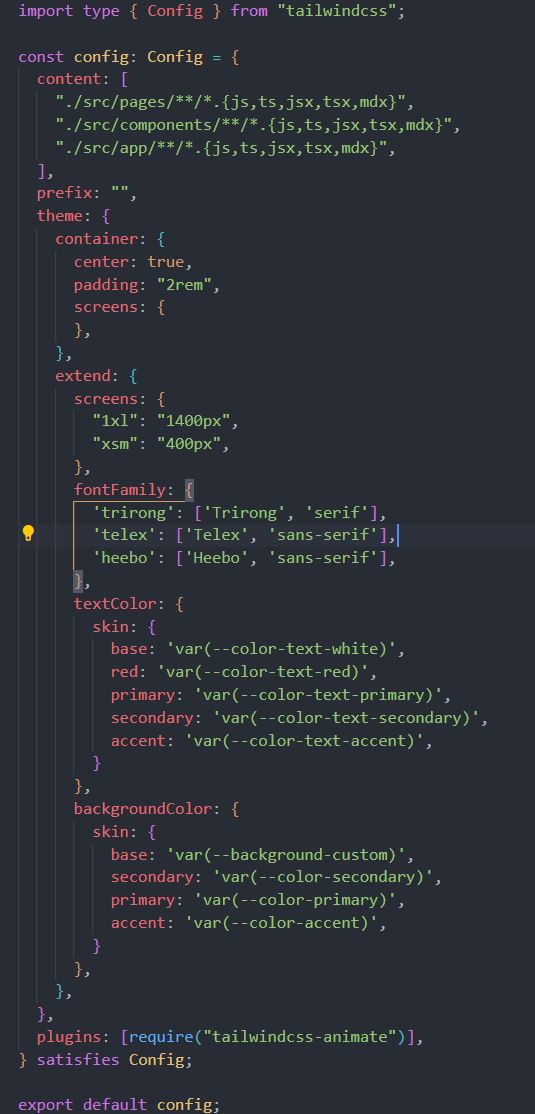 import type { Config } from "tailwindcss";

const config: Config = {
  content: [
    "./src/pages/**/*.{js,ts,jsx,tsx,mdx}",
    "./src/components/**/*.{js,ts,jsx,tsx,mdx}",
    "./src/app/**/*.{js,ts,jsx,tsx,mdx}",
  ],
  prefix: "",
  theme: {
    container: {
      center: true,
      padding: "2rem",
      screens: {
      },
    },
    extend: {
      screens: {
        "1xl": "1400px",
        "xsm": "400px",
      },
      fontFamily: {
        'trirong': ['Trirong', 'serif'],
        'telex': ['Telex', 'sans-serif'],
        'heebo': ['Heebo', 'sans-serif'],
      },
      textColor: {
        skin: {
          base: 'var(--color-text-white)',
          red: 'var(--color-text-red)',
          primary: 'var(--color-text-primary)',
          secondary: 'var(--color-text-secondary)',
          accent: 'var(--color-text-accent)',
        }
      },
      backgroundColor: {
        skin: {
          base: 'var(--background-custom)',
          secondary: 'var(--color-secondary)',
          primary: 'var(--color-primary)',
          accent: 'var(--color-accent)',
        }
      },
    },
  },
  plugins: [require("tailwindcss-animate")],
} satisfies Config;

export default config;